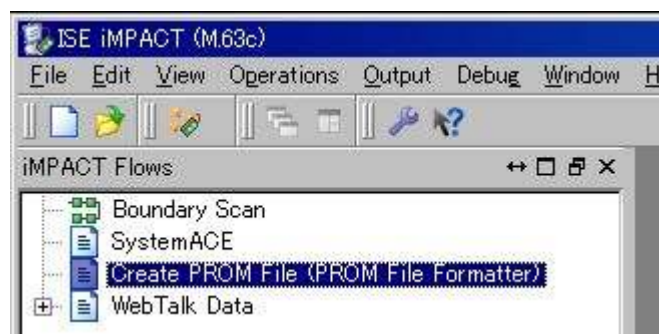 ISE iMPACT (M.63c)
File Edit View Operations Output Debug Window H
iMPACT Flows
Boundary Scan
SystemACE
Create PROM File (PROM File Formatter)
WebTalk Data